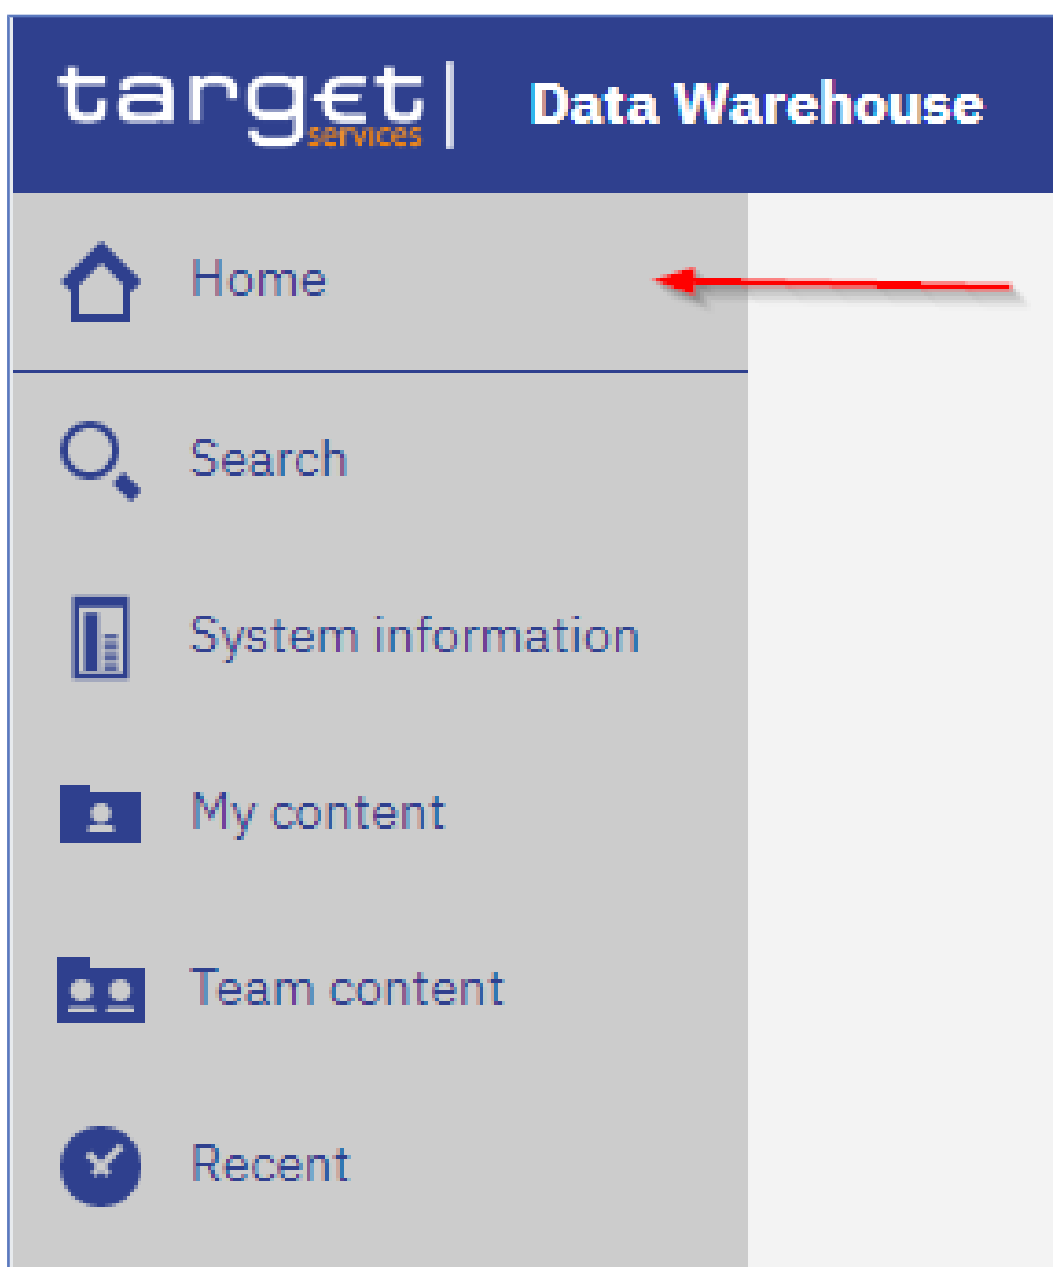 target | Data Warehouse
services
Home
Search
System information
My content
Team content
Recent